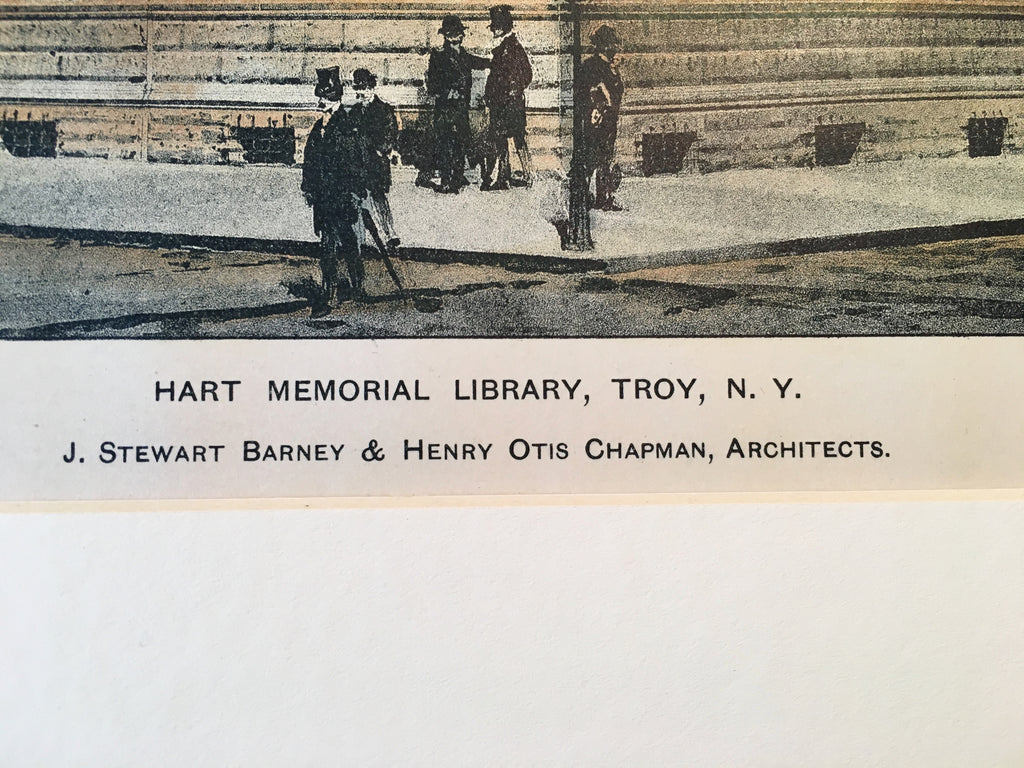 HART MEMORIAL LIBRARY, TROY, N. Y.
J. STEWART BARNEY & HENRY OTIS CHAPMAN, ARCHITECTS.